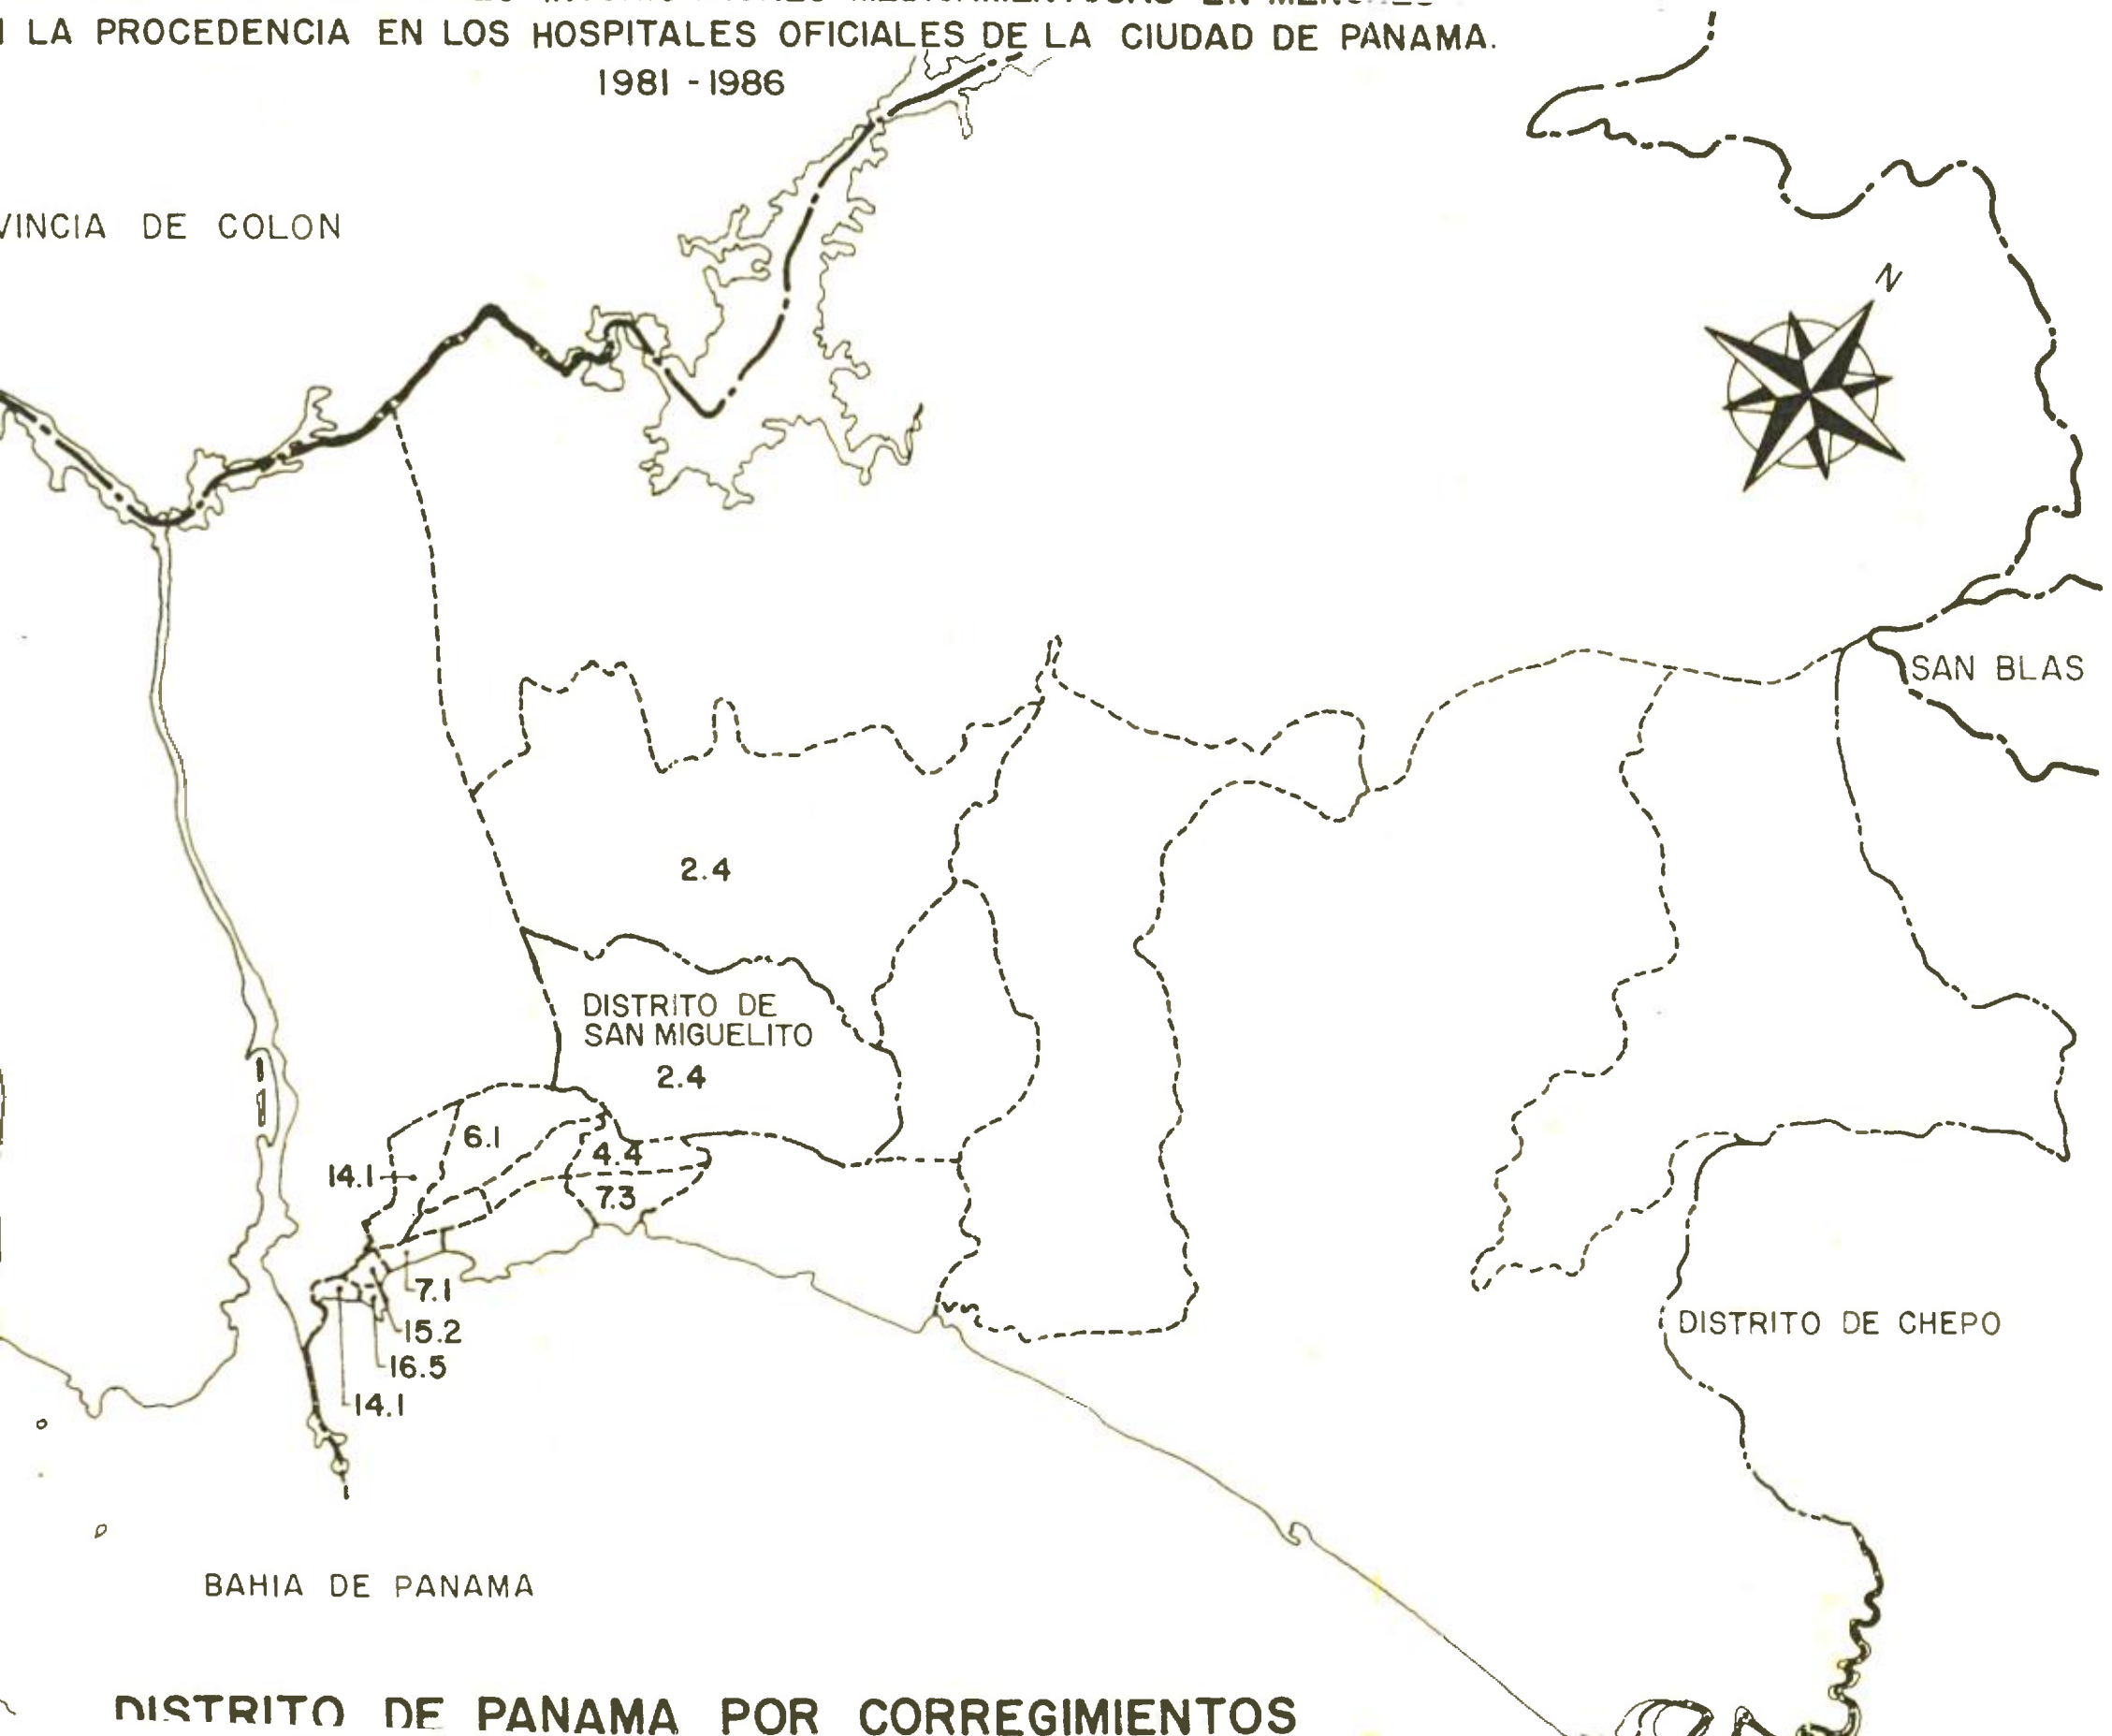 LA PROCEDENCIA EN LOS HOSPITALES OFICIALES DE LA CIUDAD DE PANAMA.
1981 - 1986
VINCIA DE COLON
N
SAN BLAS
2.4
DISTRITO DE
SAN MIGUELITO
2.4
6.1
14.1
4.4
7.3
7.1
15.2
16.5
14.1
DISTRITO DE CHEPO
BAHIA DE PANAMA
DISTRITO DE PANAMA POR CORREGIMIENTOS